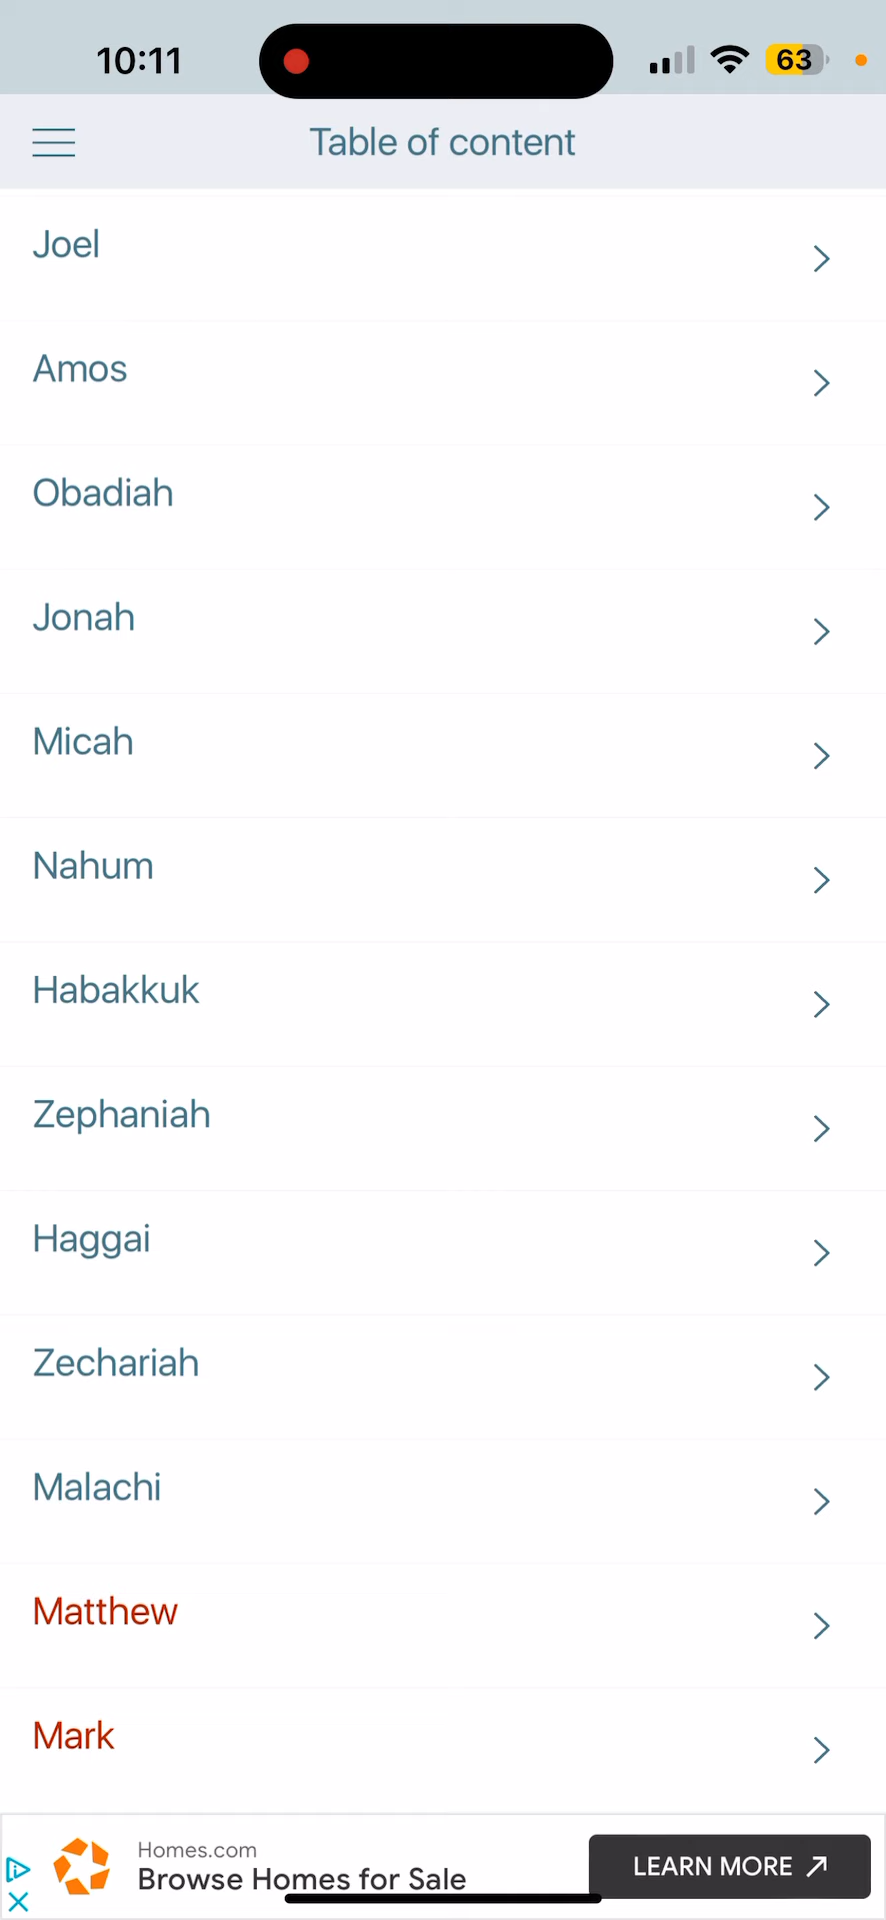 10:11
63
Table of content
Joel
Amos
Obadiah
Jonah
Micah
Nahum
Habakkuk
Zephaniah
Haggai
Zechariah
Malachi
Matthew
Mark
Homes.com
Browse Homes for Sale
LEARN MORE